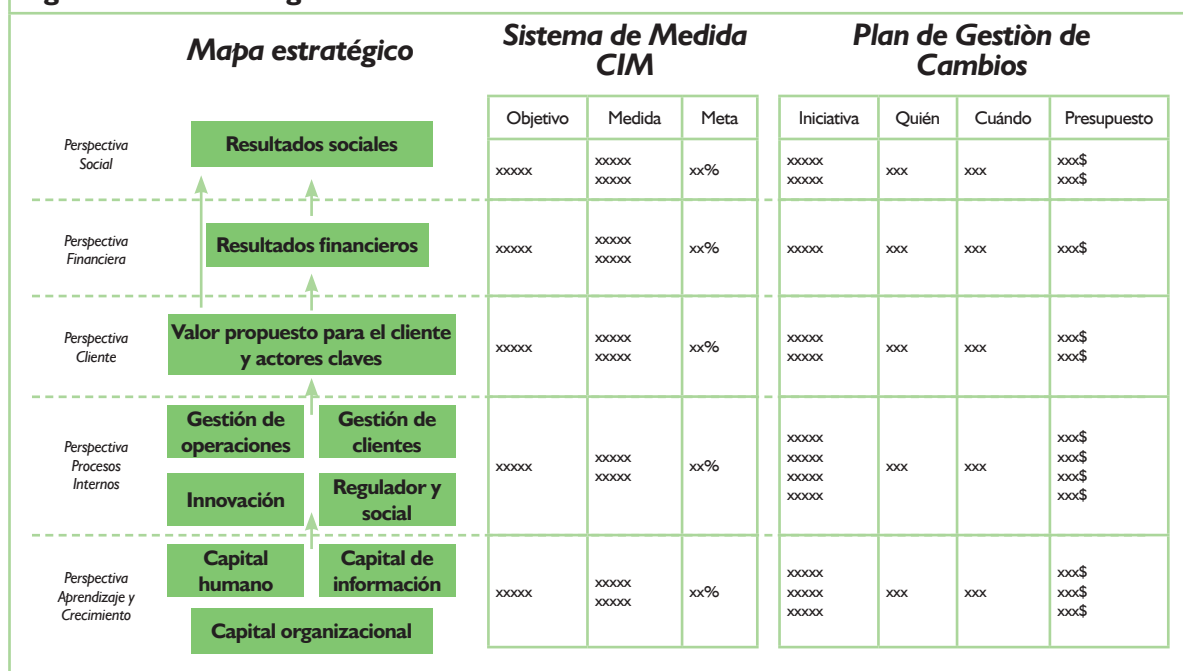 Mapa estratégico
Sistema de Medida
CIM
Plan de Gestiòn de
Cambios
Objetivo Medida Meta
Iniciativa Quién Cuándo Presupuesto
Perspectiva
Social
Resultados sociales
xxxxx
xxxxx
xxxxx
xx%
xxxxx
xxxxx
xxx
xxx
xxx$
xxx$
Perspectiva
Financiera
Resultados financieros
xxxxx
xxxxx
xxxxx
xx%
xxxxx
xxx
xxx
xxx$
Perspectiva
Cliente
Valor propuesto para el cliente
y actores claves
xxxxx
xxxxx
xxxxx
xx%
xxxxx
xxxxx
xxx
xxx
xxx$
xxx$
Perspectiva
Procesos
Internos
Gestión de
operaciones
Gestión de
clientes
Innovación
Regulador y
social
xxxxx
xxxxx
xxxxx
xx%
xxxxx
xxxxx
xxxxx
xxxxx
xxx
xxx
xxx$
xxx$
xxx$
xxx$
Perspectiva
Aprendizaje y
Crecimiento
Capital
humano
Capital de
información
Capital organizacional
xxxxx
xxxxx
xxxxx
xx%
xxxxx
xxxxx
xxxxx
xxx
xxx
xxx$
xxx$
xxx$